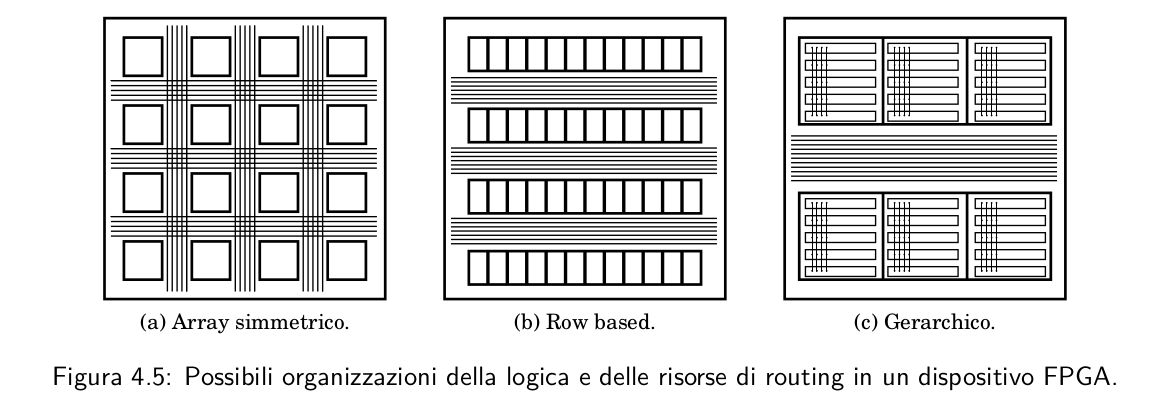 (a) Array simmetrico.
(b) Row based.
(c) Gerarchico.
Figura 4.5: Possibili organizzazioni della logica e delle risorse di routing in un dispositivo FPGA.